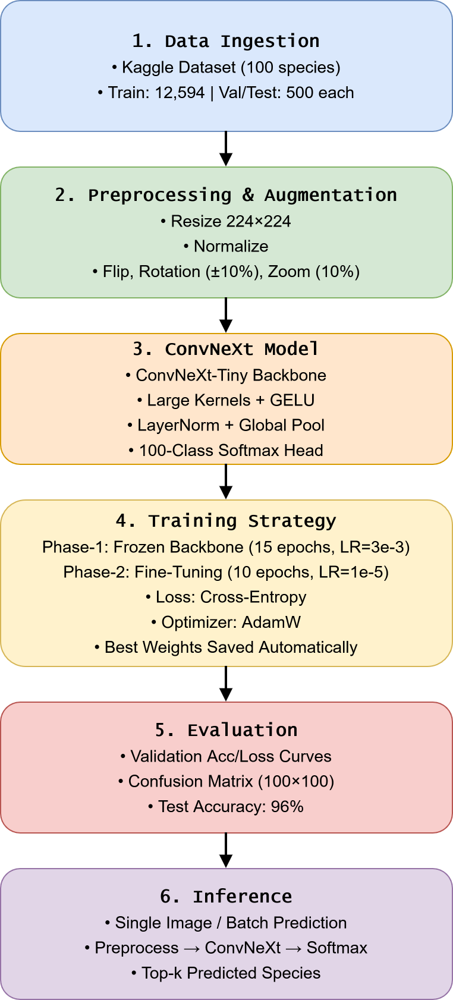 1. Data Ingestion
• Kaggle Dataset (100 species)
• Train: 12,594 | Val/Test: 500 each
2. Preprocessing & Augmentation
• Resize 224×224
• Normalize
• Flip, Rotation (±10%), Zoom (10%)
3. ConvNeXt Model
• ConvNeXt-Tiny Backbone
• Large Kernels + GELU
• LayerNorm + Global Pool
• 100-Class Softmax Head
4. Training Strategy
Phase-1: Frozen Backbone (15 epochs, LR=3e-3)
Phase-2: Fine-Tuning (10 epochs, LR=1e-5)
• Loss: Cross-Entropy
• Optimizer: AdamW
• Best Weights Saved Automatically
5. Evaluation
• Validation Acc/Loss Curves
• Confusion Matrix (100×100)
• Test Accuracy: 96%
6. Inference
• Single Image / Batch Prediction
• Preprocess → ConvNeXt → Softmax
• Top-k Predicted Species